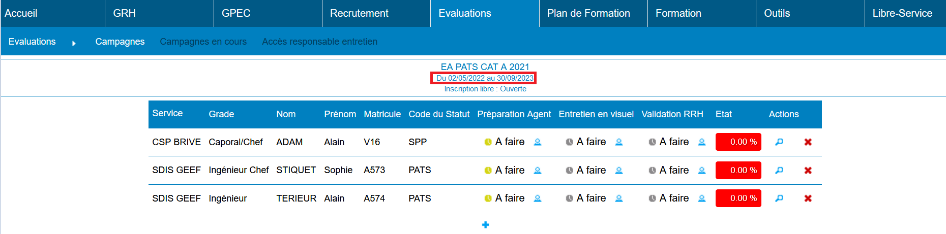 Accueil GRH GPEC Recrutement Evaluations Plan de Formation Formation Outils Libre-Service
Evaluations Campagnes Campagnes en cours Accès responsable entretien
EA PATS CAT A 2021
Du 02/05/2022 au 30/09/2023
Inscription libre : Ouverte
Service Grade Nom Prénom Matricule Code du Statut Préparation Agent Entretien en visuel Validation RRH Etat Actions
CSP BRIVE Caporal/Chef ADAM Alain V16 SPP A faire A faire A faire 0.00 %
SDIS GEEF Ingénieur Chef STIQUET Sophie A573 PATS A faire A faire A faire 0.00 %
SDIS GEEF Ingénieur TERIEUR Alain A574 PATS A faire A faire A faire 0.00 %